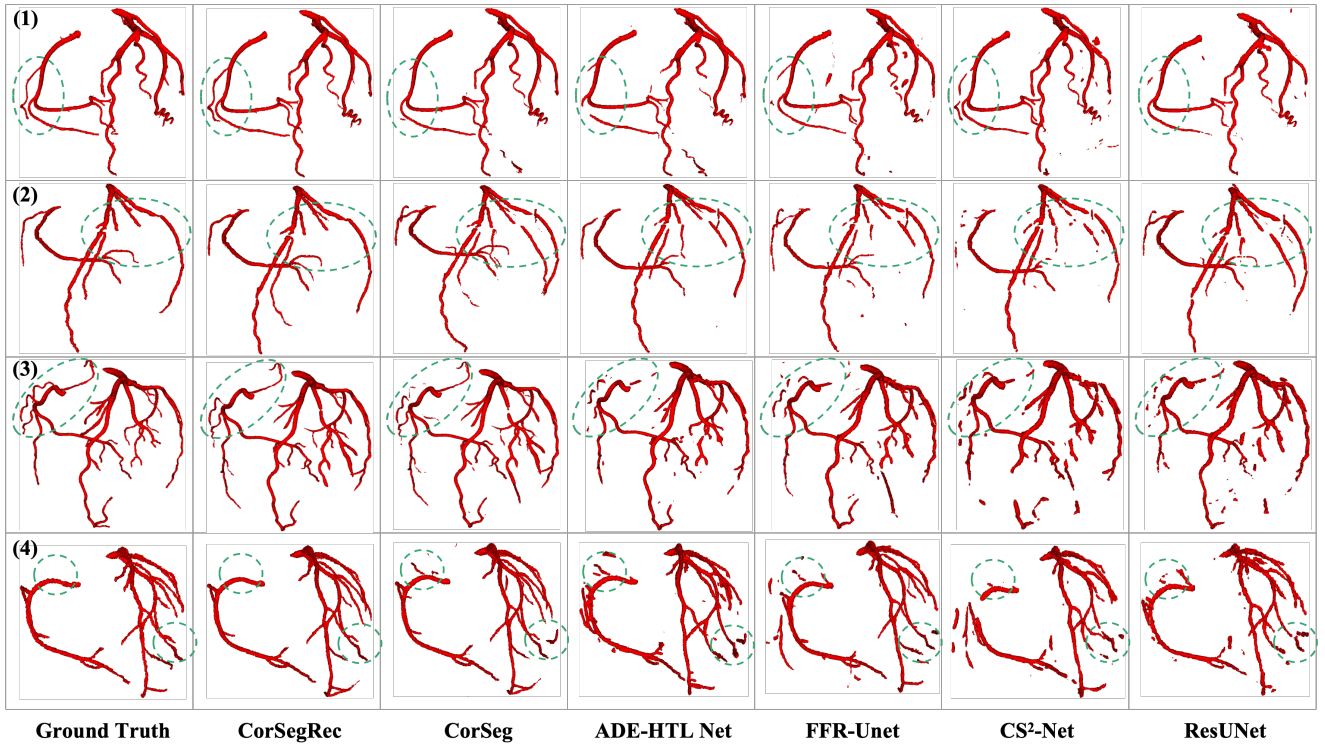 (1)
(2)
(3)
(4)
Ground Truth CorSegRec CorSeg ADE-HTL Net FFR-Unet CS²-Net ResUNet